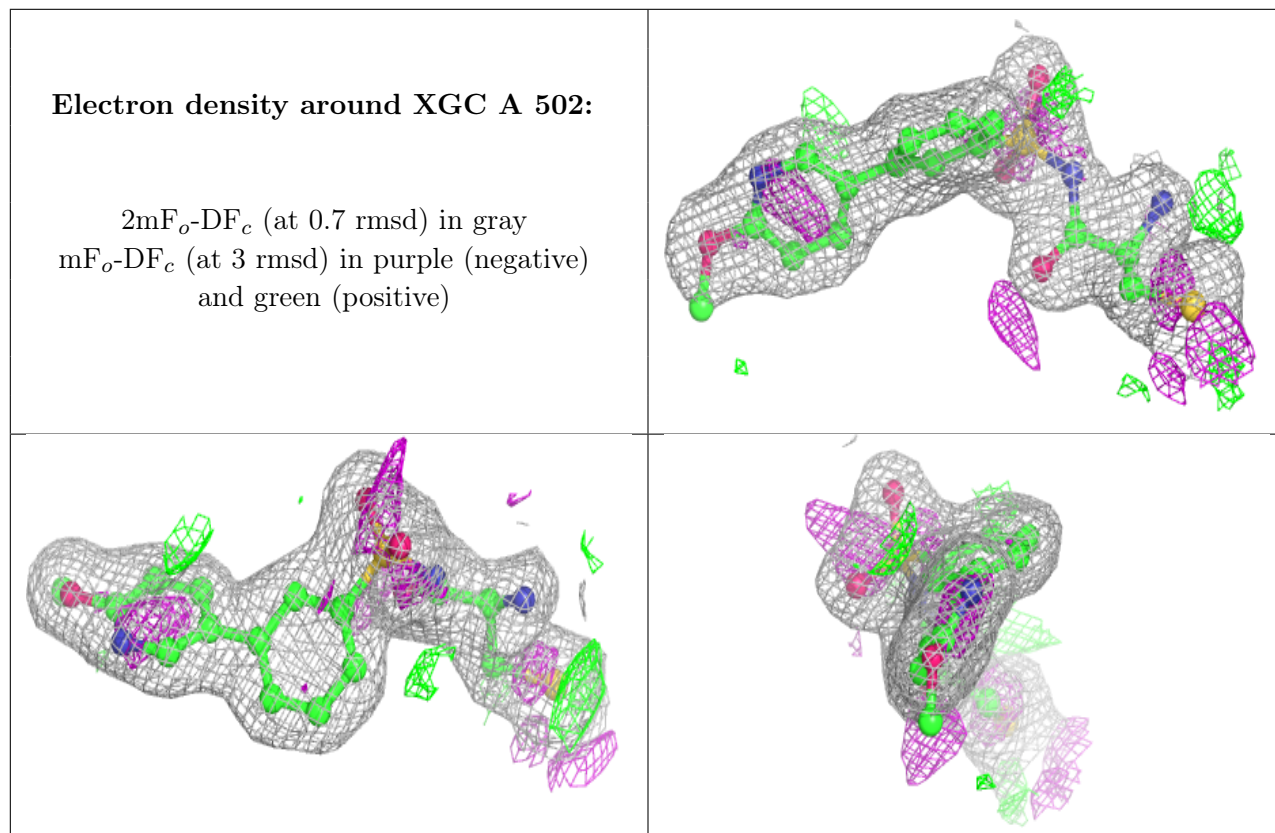 Electron density around XGC A 502:
2mFo-DFc (at 0.7 rmsd) in gray
mFo-DFc (at 3 rmsd) in purple (negative)
and green (positive)